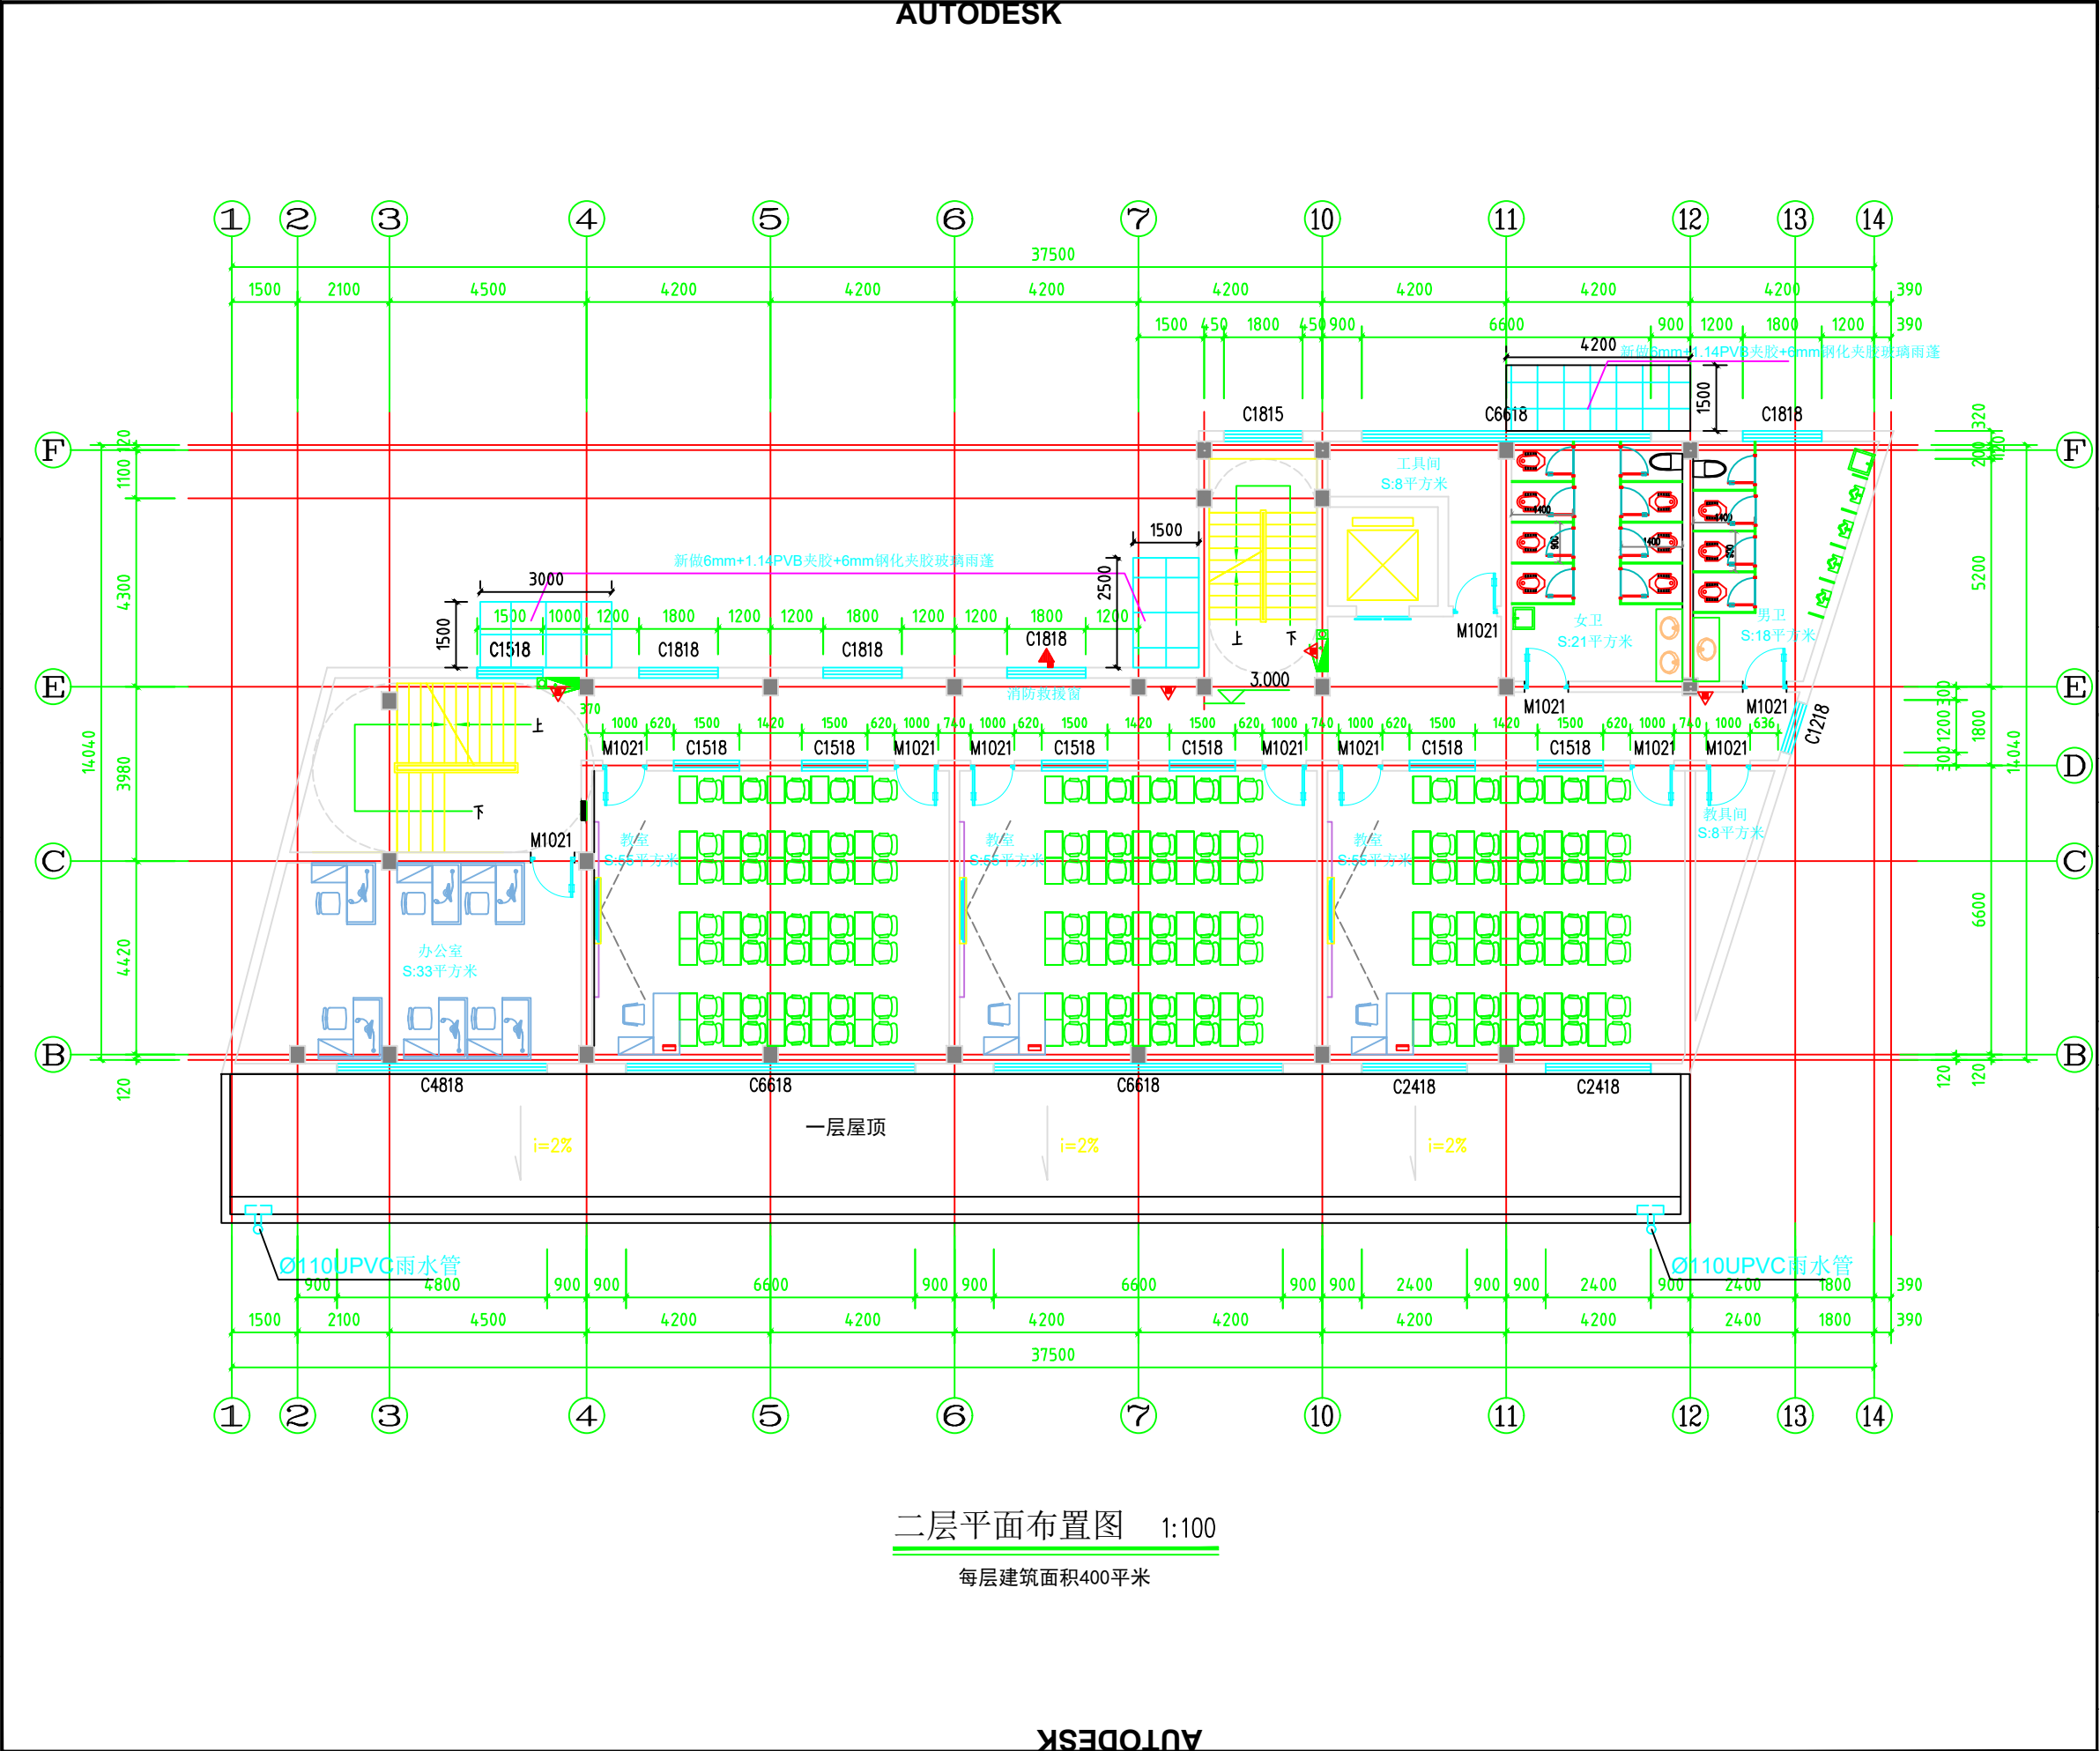 AUTODESK
1 2 3 4 5 6 7 10 11 12 13 14
37500
1500 2100 4500 4200 4200 4200 4200 4200 4200 4200 390
1500 450 1800 450 900 6600 900 1200 1800 1200 390
4200
新做6mm+1.14PVB夹胶+6mm钢化夹胶玻璃雨蓬
1500
C1815 C6618 C1818
320
F F
120 200 120
1100
工具间
S:8平方米
1400
900 1400
1400
900
1500
新做6mm+1.14PVB夹胶+6mm钢化夹胶玻璃雨蓬
2500
3000
4300 5200
1500
1500 1000 1200 1800 1200 1200 1800 1200 1200 1800 1200
C1518 C1818 C1818 C1818
上 下
M1021
女卫
S:21平方米
男卫
S:18平方米
E E
3.000
消防救援窗
M1021 M1021
C1218
300 1200 300
1800
370
1000 620 1500 1420 1500 620 1000 740 1000 620 1500 1420 1500 620 1000 740 1000 620 1500 1420 1500 620 1000 740 1000 636
M1021 C1518 C1518 M1021 M1021 C1518 C1518 M1021 M1021 C1518 C1518 M1021 M1021
上
下
14040 14040
3980
D
M1021
教室
教室
教室
教具间
S:8平方米
C C
办公室
S:33平方米
4420 6600
B B
120 120 120
C4818 C6618 C6618 C2418 C2418
一层屋顶
i=2% i=2% i=2%
Ø110UPVC雨水管 Ø110UPVC雨水管
900 4800 900 900 6600 900 900 6600 900 900 2400 900 900 2400 900 2400 1800 390
1500 2100 4500 4200 4200 4200 4200 4200 4200 2400 1800 390
37500
1 2 3 4 5 6 7 10 11 12 13 14
二层平面布置图 1:100
每层建筑面积400平米
AUTODESK